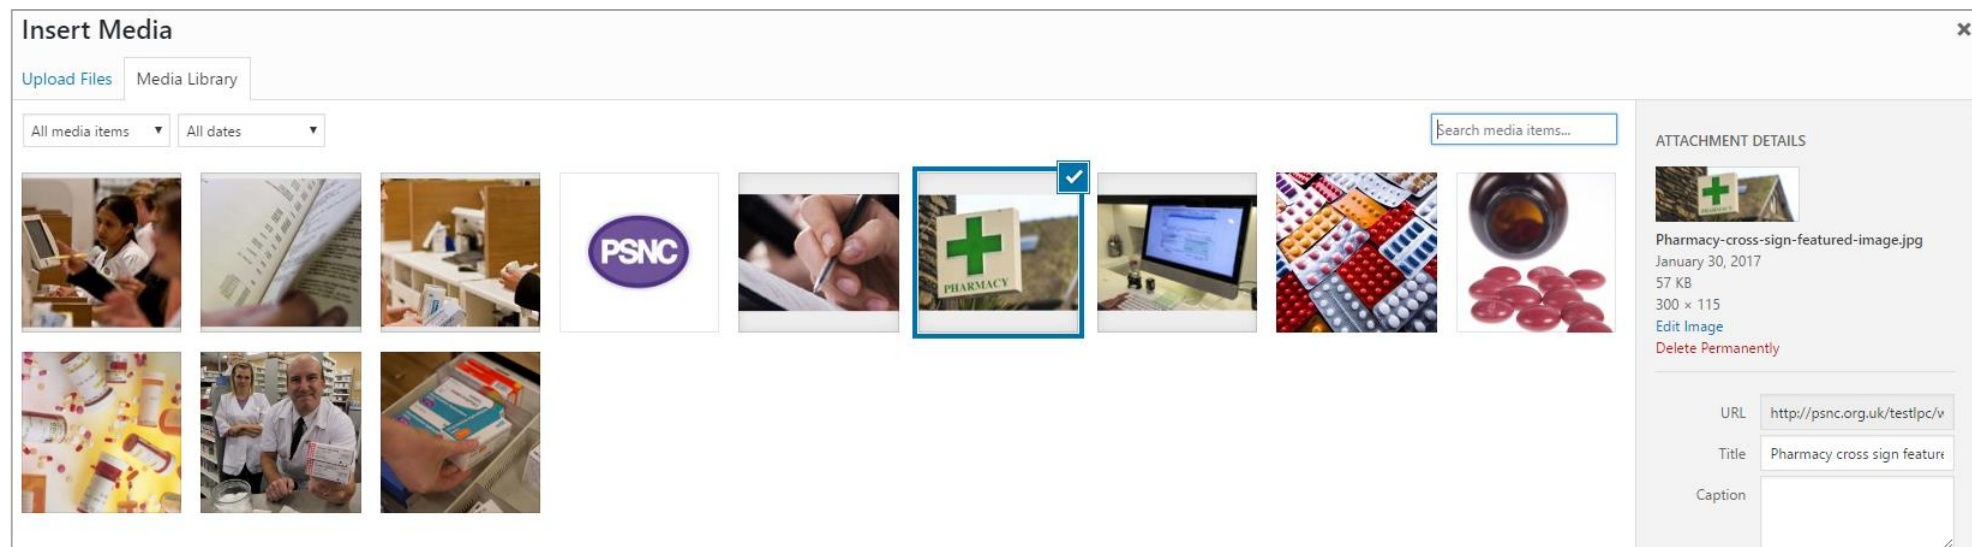 Insert Media
×
Upload Files
Media Library
All media items
All dates
Search media items...
PSNC
PHARMACY
ATTACHMENT DETAILS
PHARMACY
Pharmacy-cross-sign-featured-image.jpg
January 30, 2017
57 KB
300 × 115
Edit Image
Delete Permanently
URL http://psnc.org.uk/testlpc/w
Title Pharmacy cross sign feature
Caption